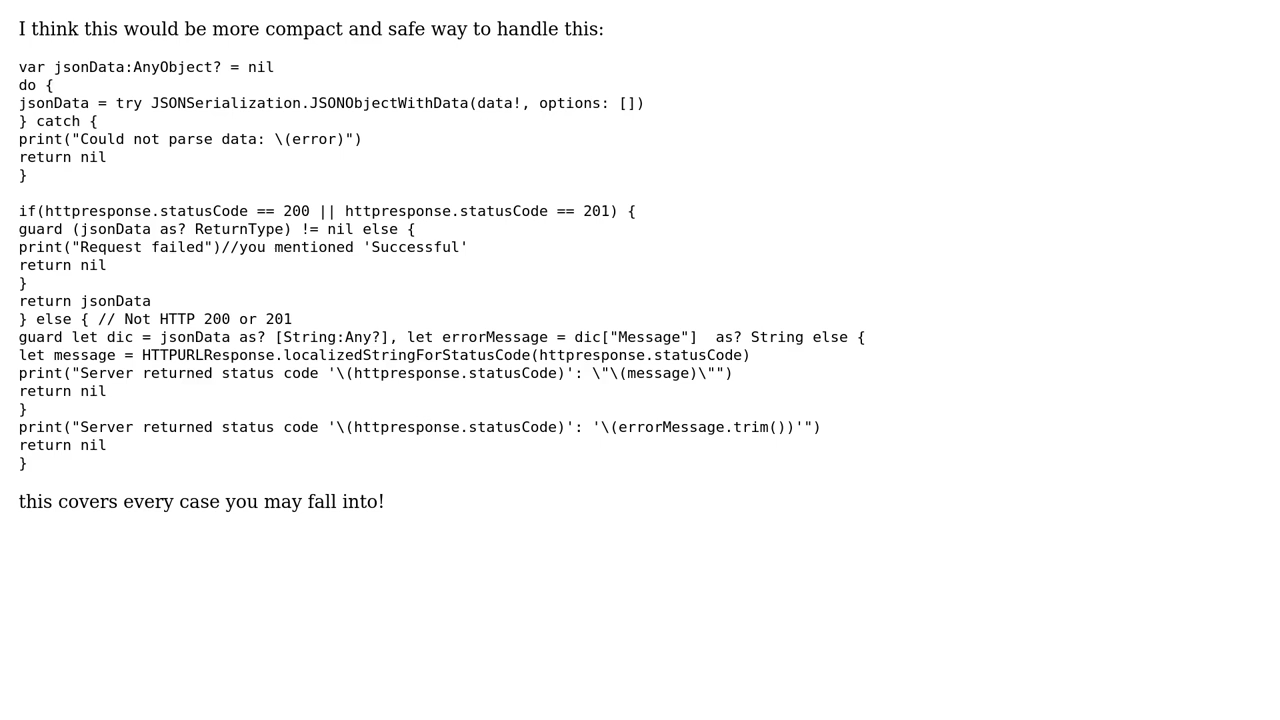 I think this would be more compact and safe way to handle this:
var jsonData:AnyObject? = nil
do {
jsonData = try JSONSerialization.JSONObjectWithData(data!, options: [])
} catch {
print("Could not parse data: \(error)")
return nil
}
if(httpresponse.statusCode == 200 || httpresponse.statusCode == 201) {
guard (jsonData as? ReturnType) != nil else {
print("Request failed")//you mentioned 'Successful'
return nil
}
return jsonData
} else { // Not HTTP 200 or 201
guard let dic = jsonData as? [String:Any?], let errorMessage = dic["Message"]  as? String else {
let message = HTTPURLResponse.localizedStringForStatusCode(httpresponse.statusCode)
print("Server returned status code '\(httpresponse.statusCode)': \"\(message)\"")
return nil
}
print("Server returned status code '\(httpresponse.statusCode)': '\(errorMessage.trim())'")
return nil
}
this covers every case you may fall into!